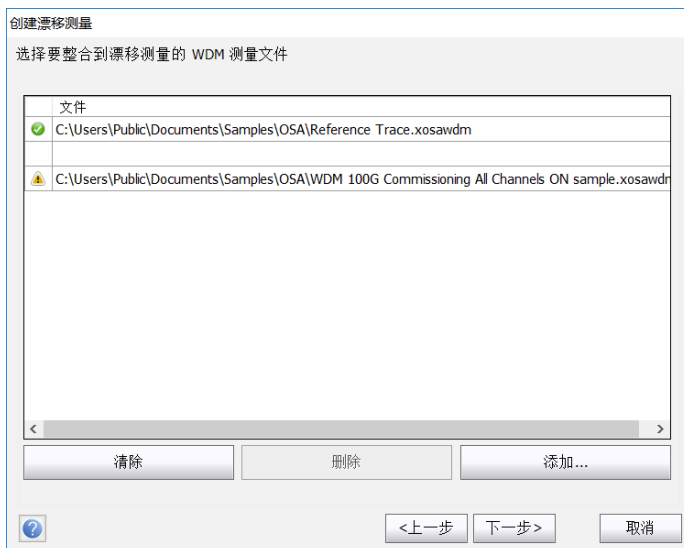 创建漂移测量
选择要整合到漂移测量的 WDM 测量文件
文件
C:\Users\Public\Documents\Samples\OSA\Reference Trace.xosawdm
C:\Users\Public\Documents\Samples\OSA\WDM 100G Commissioning All Channels ON sample.xosawdm
清除 删除 添加...
<上一步 下一步> 取消